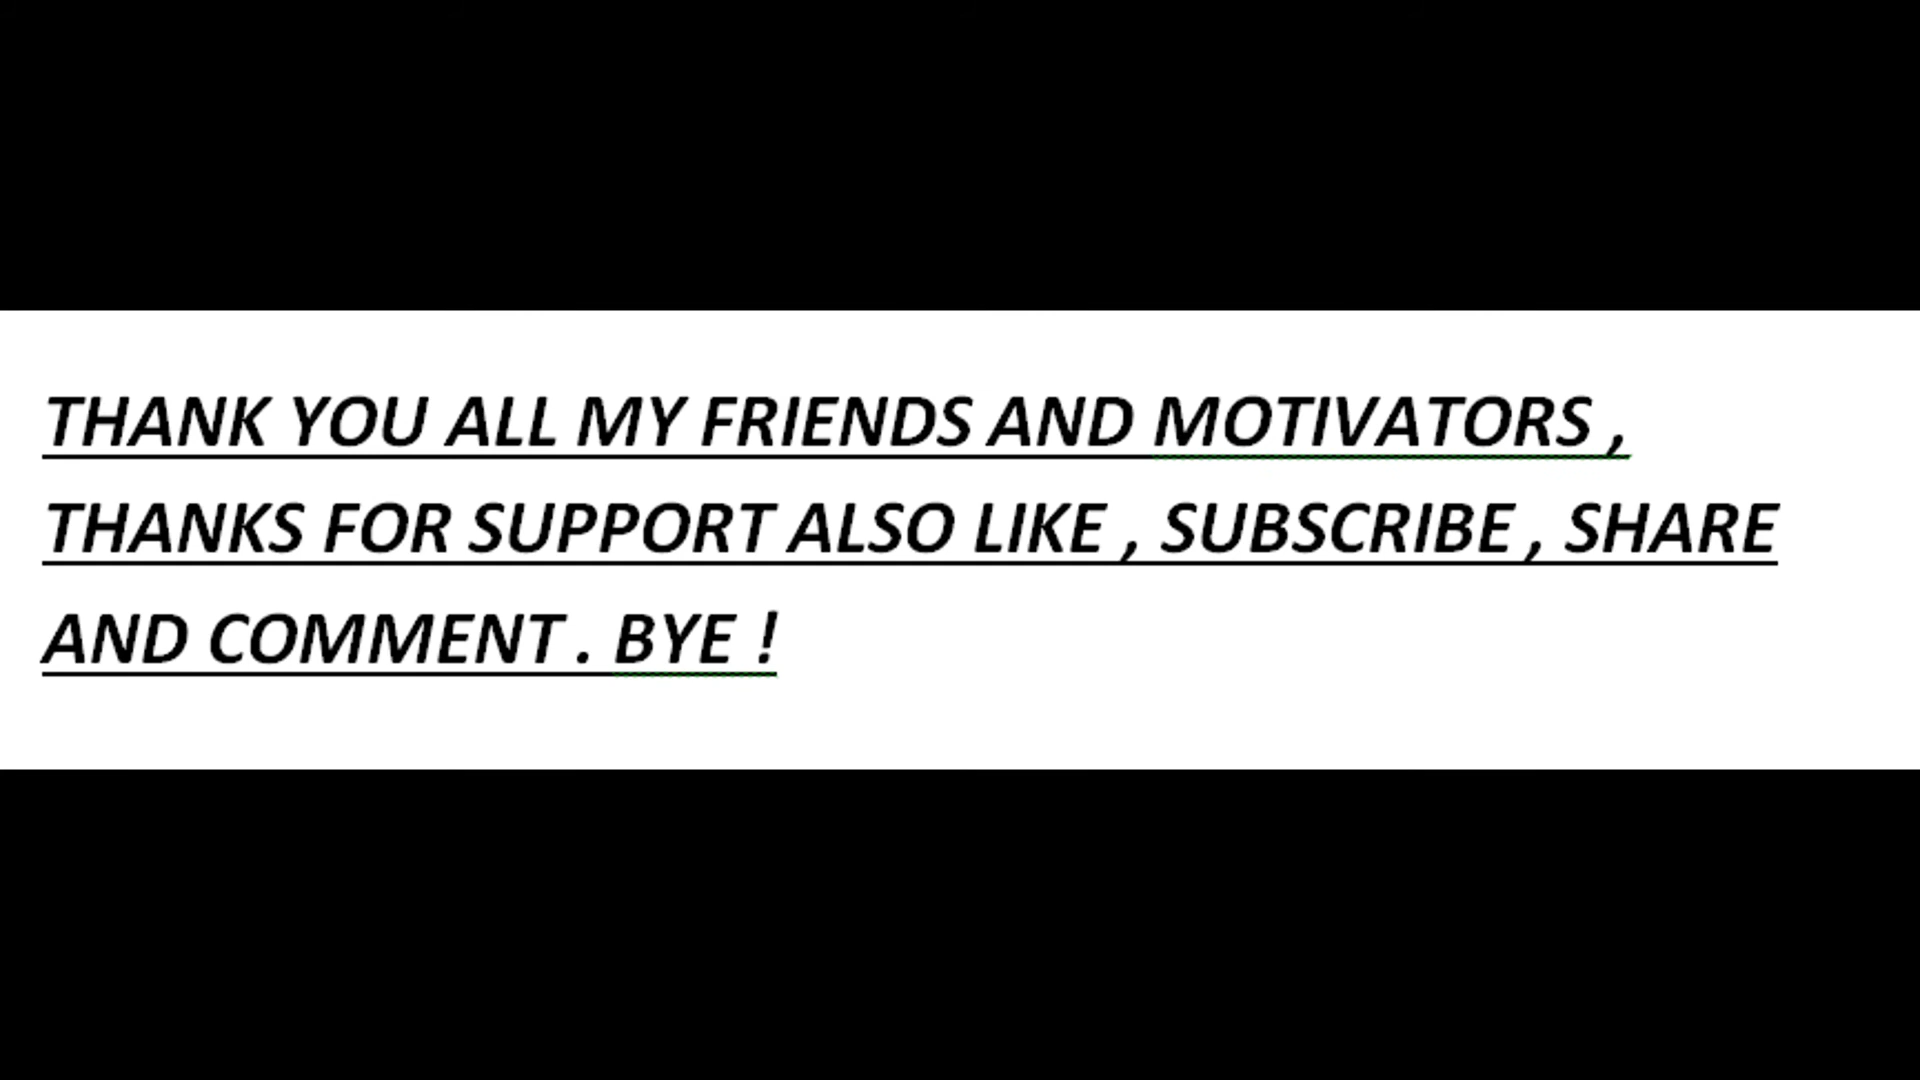 THANK YOU ALL MY FRIENDS AND MOTIVATORS ,
THANKS FOR SUPPORT ALSO LIKE , SUBSCRIBE , SHARE
AND COMMENT . BYE !